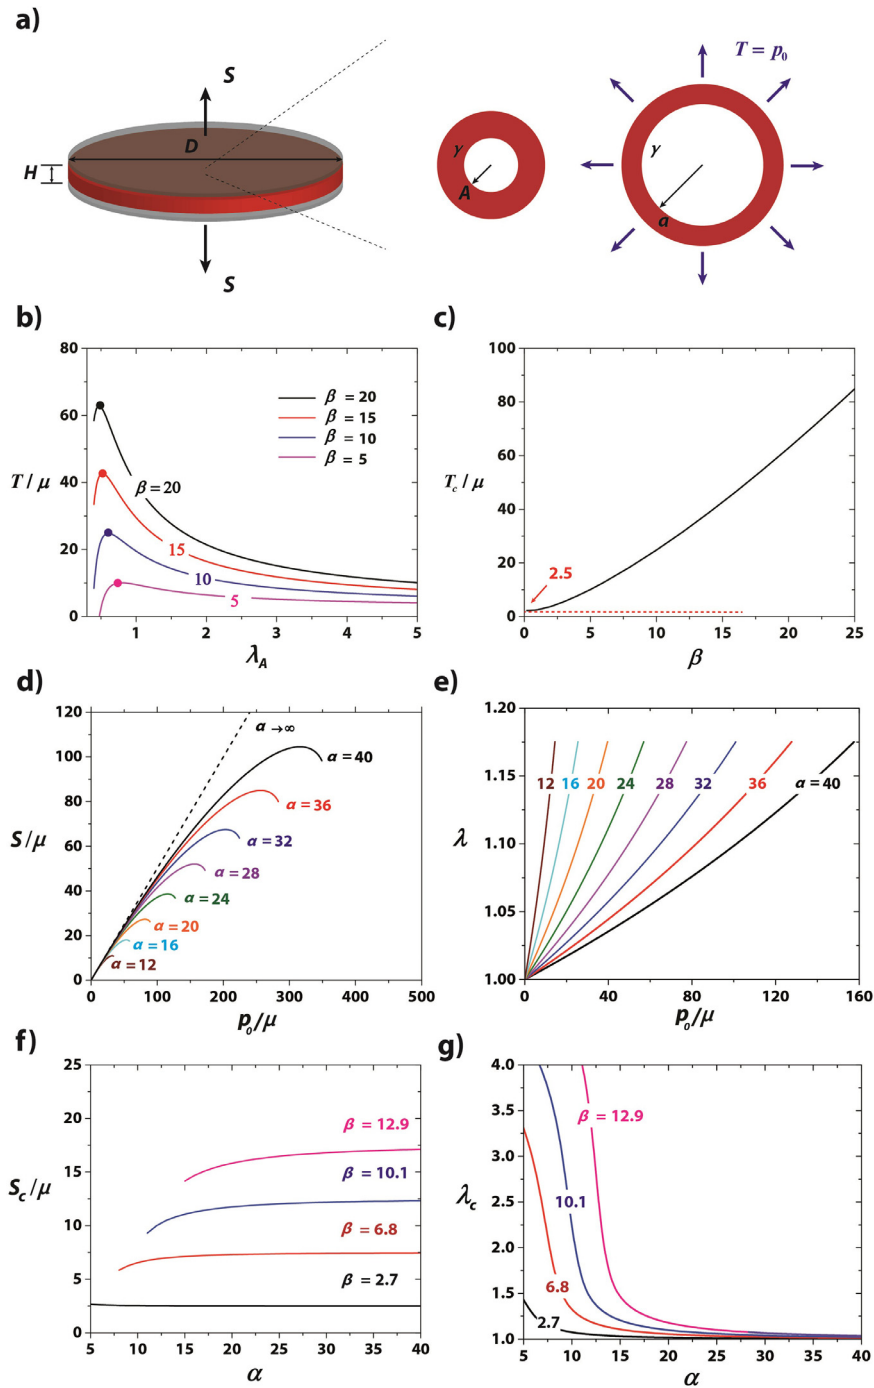 a)
S
D
H
S
γ
A
γ
a
T = p₀
b)
80
60
40
20
0
T / μ
β = 20
β = 15
β = 10
β = 5
β = 20
15
10
5
1
2
3
4
5
λ_A
c)
100
80
60
40
20
0
T_c / μ
2.5
0
5
10
15
20
25
β
d)
120
100
80
60
40
20
0
S/μ
α →∞
α = 40
α = 36
α = 32
α = 28
α = 24
α = 20
α = 16
α = 12
0
100
200
300
400
500
p₀/μ
e)
1.20
1.15
1.10
1.05
1.00
λ
12
16
20
24
28
32
36
α = 40
0
40
80
120
160
p₀/μ
f)
25
20
15
10
5
0
S_c/μ
β = 12.9
β = 10.1
β = 6.8
β = 2.7
5
10
15
20
25
30
35
40
α
g)
4.0
3.5
3.0
2.5
2.0
1.5
1.0
λ_c
β = 12.9
10.1
6.8
2.7
5
10
15
20
25
30
35
40
α